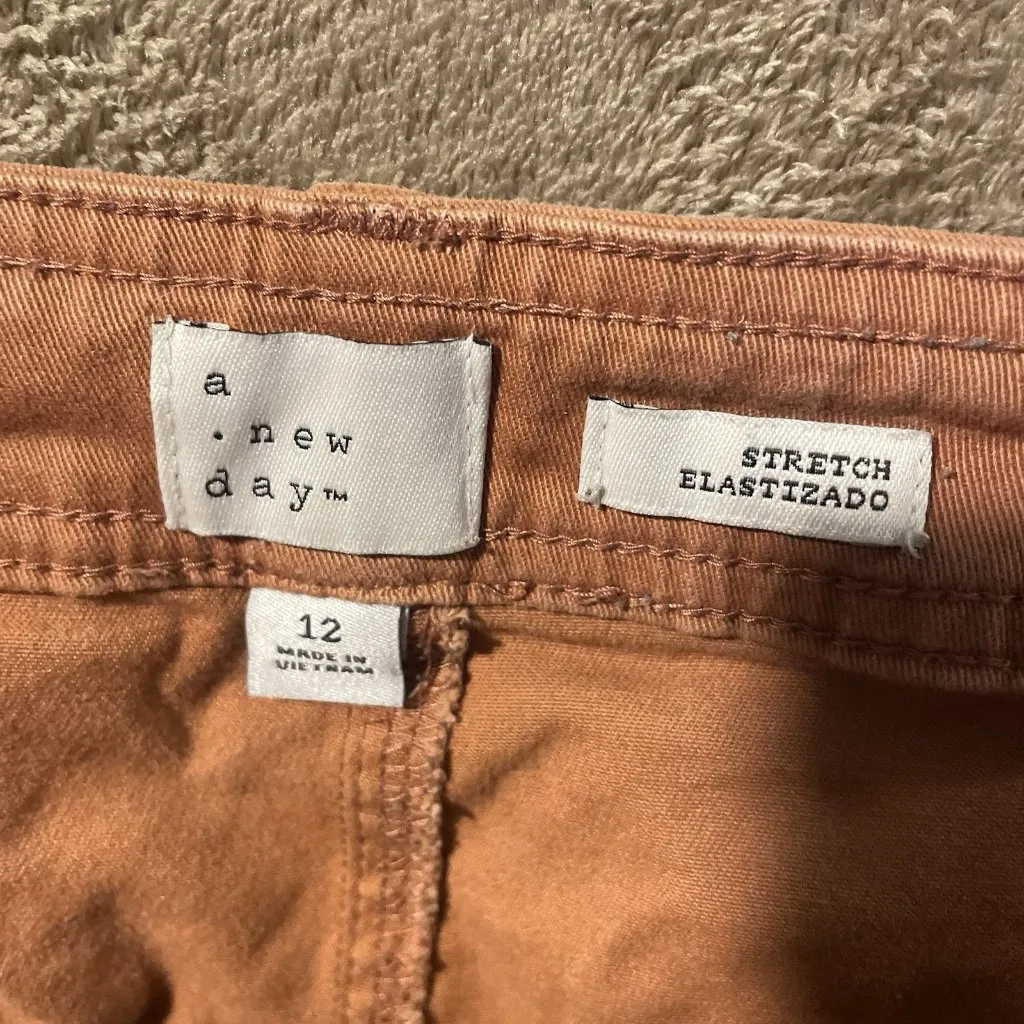 a
. new
day™
STRETCH
ELASTIZADO
12
MADE IN
VIETNAM